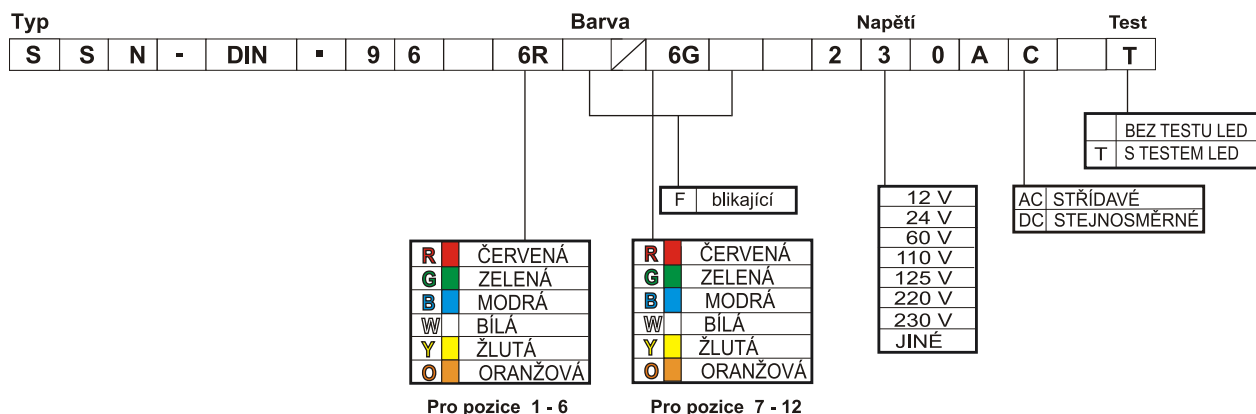 Typ Barva Napětí Test
S S N - DIN ▪ 9 6 6R / 6G 2 3 0 A C T
BEZ TESTU LED
T S TESTEM LED
F blikající
12 V
24 V
60 V
110 V
125 V
220 V
230 V
JINÉ
AC STŘÍDAVÉ
DC STEJNOSMĚRNÉ
R ČERVENÁ
G ZELENÁ
B MODRÁ
W BÍLÁ
Y ŽLUTÁ
O ORANŽOVÁ
Pro pozice 1 - 6
R ČERVENÁ
G ZELENÁ
B MODRÁ
W BÍLÁ
Y ŽLUTÁ
O ORANŽOVÁ
Pro pozice 7 - 12